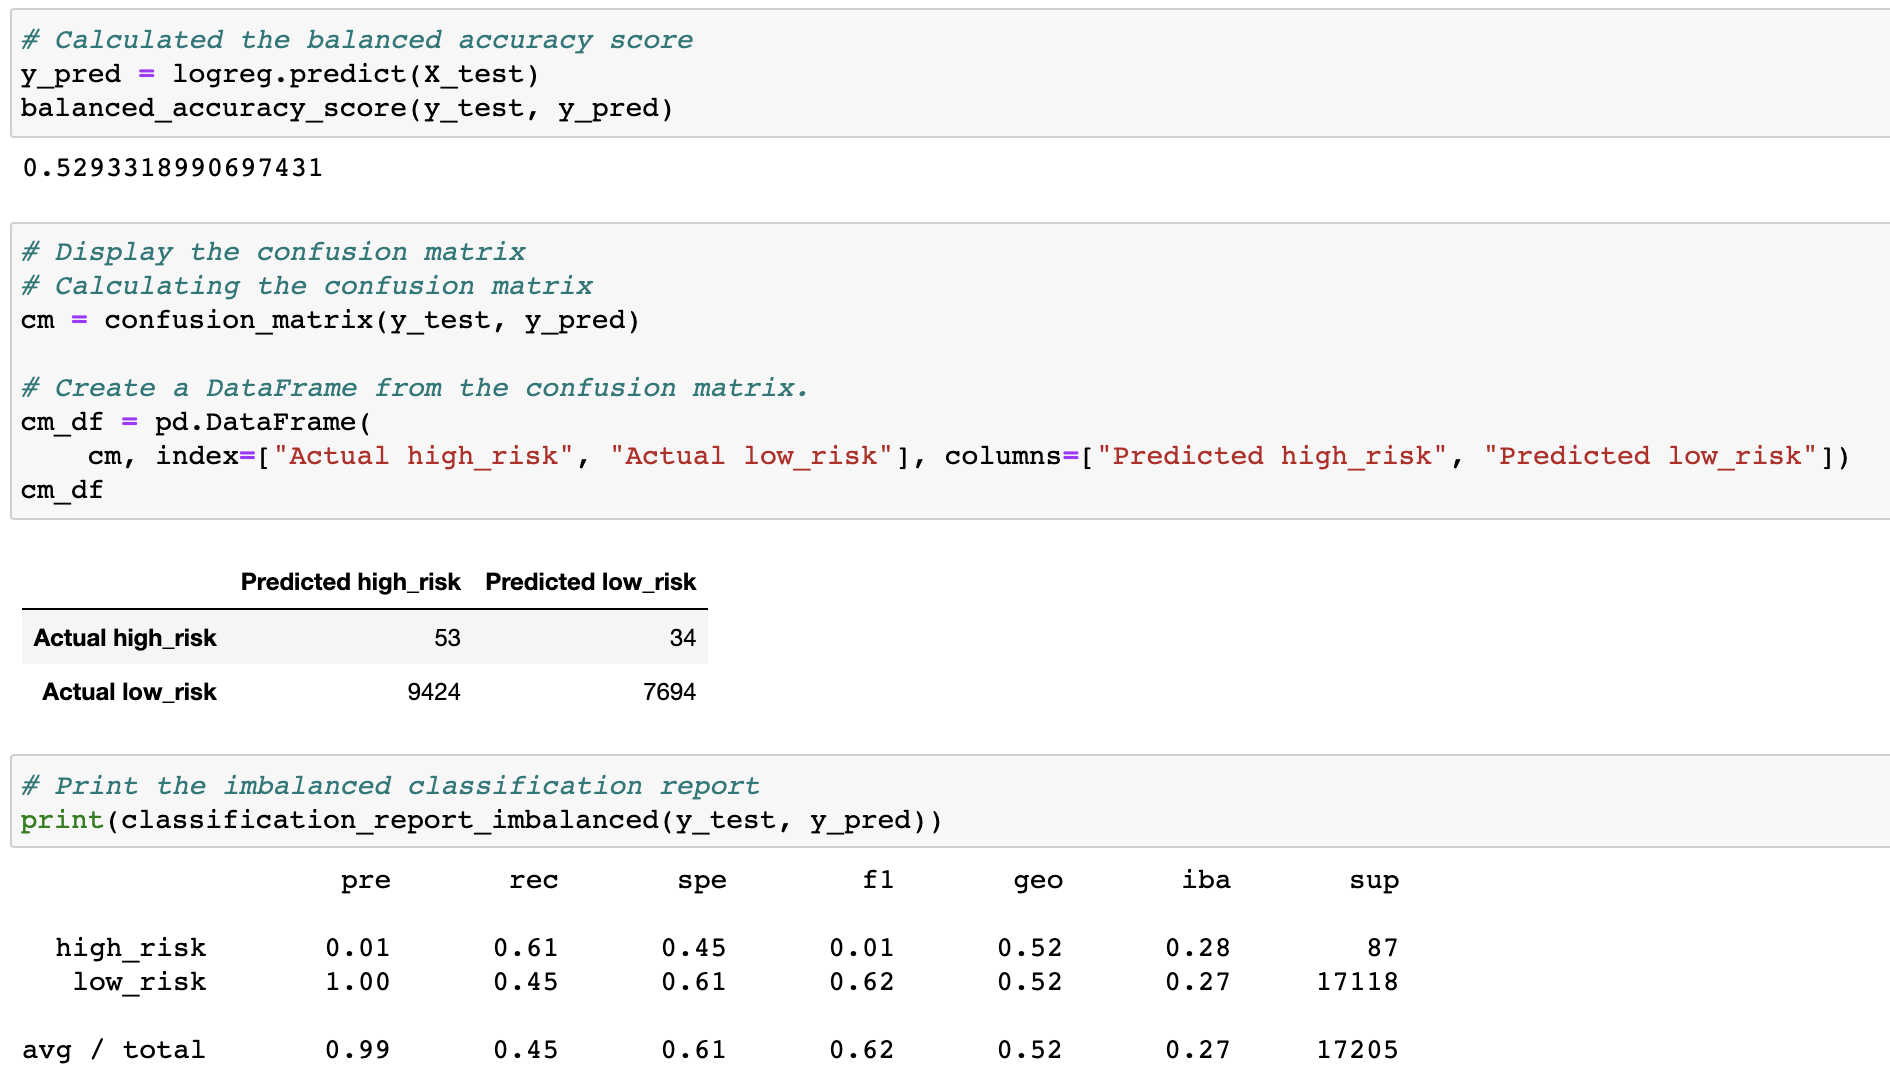 # Calculated the balanced accuracy score
y_pred = logreg.predict(X_test)
balanced_accuracy_score(y_test, y_pred)
0.5293318990697431
# Display the confusion matrix
# Calculating the confusion matrix
cm = confusion_matrix(y_test, y_pred)
# Create a DataFrame from the confusion matrix.
cm_df = pd.DataFrame(
    cm, index=["Actual high_risk", "Actual low_risk"], columns=["Predicted high_risk", "Predicted low_risk"])
cm_df
Predicted high_risk Predicted low_risk
Actual high_risk 53 34
Actual low_risk 9424 7694
# Print the imbalanced classification report
print(classification_report_imbalanced(y_test, y_pred))
pre rec spe f1 geo iba sup
high_risk 0.01 0.61 0.45 0.01 0.52 0.28 87
low_risk 1.00 0.45 0.61 0.62 0.52 0.27 17118
avg / total 0.99 0.45 0.61 0.62 0.52 0.27 17205